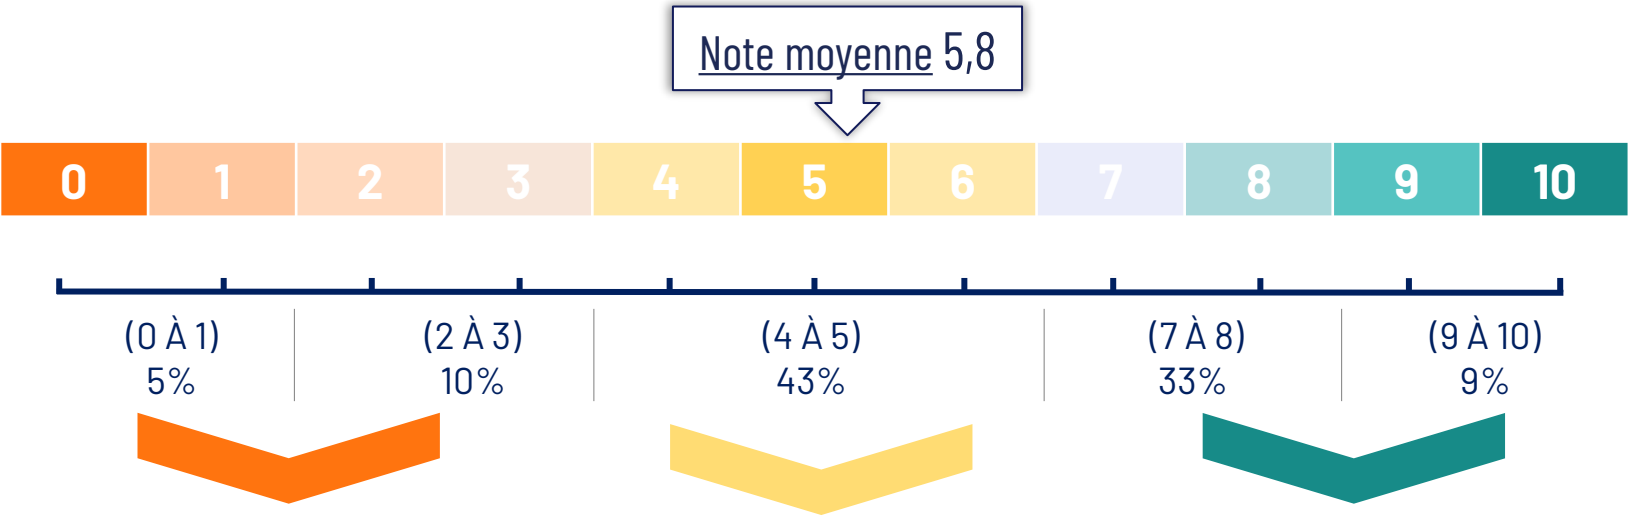 Note moyenne 5,8
0 1 2 3 4 5 6 7 8 9 10
(0 À 1) (2 À 3) (4 À 5) (7 À 8) (9 À 10)
5% 10% 43% 33% 9%